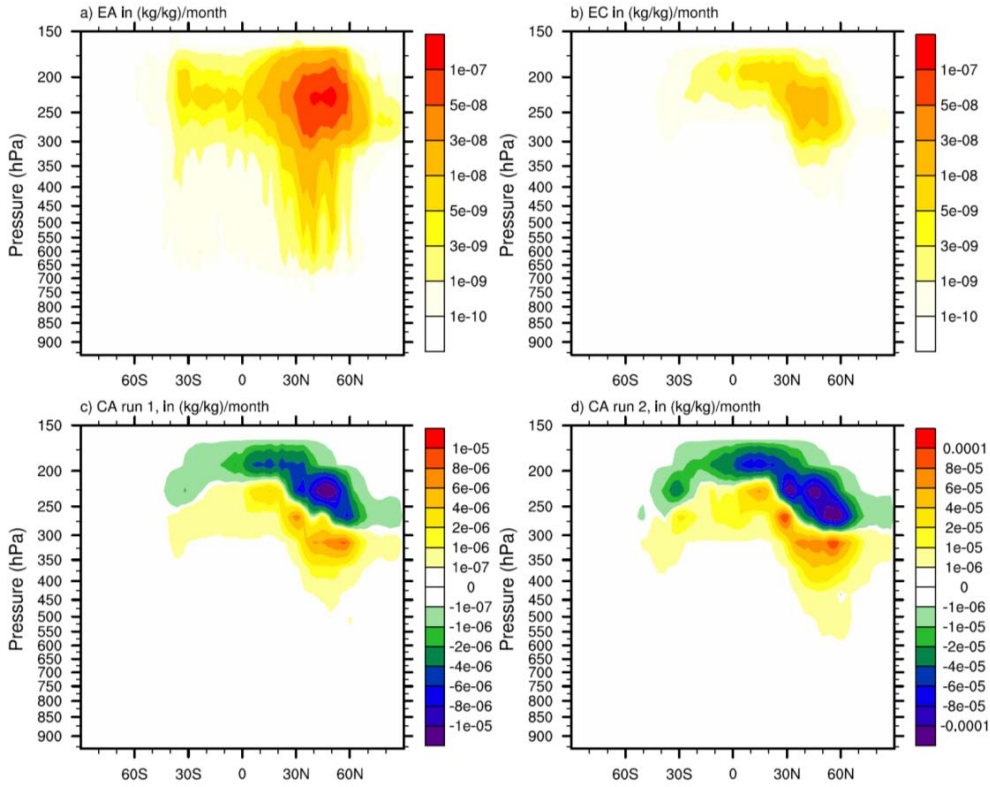 a) EA in (kg/kg)/month
b) EC in (kg/kg)/month
150
200
250
300
350
400
450
500
550
600
650
700
750
800
850
900
Pressure (hPa)
60S 30S 0 30N 60N
1e-07
5e-08
3e-08
1e-08
5e-09
3e-09
1e-09
1e-10
150
200
250
300
350
400
450
500
550
600
650
700
750
800
850
900
Pressure (hPa)
60S 30S 0 30N 60N
1e-07
5e-08
3e-08
1e-08
5e-09
3e-09
1e-09
1e-10
c) CA run 1, in (kg/kg)/month
d) CA run 2, in (kg/kg)/month
150
200
250
300
350
400
450
500
550
600
650
700
750
800
850
900
Pressure (hPa)
60S 30S 0 30N 60N
1e-05
8e-06
6e-06
4e-06
2e-06
1e-06
1e-07
0
-1e-07
-1e-06
-2e-06
-4e-06
-6e-06
-8e-06
-1e-05
150
200
250
300
350
400
450
500
550
600
650
700
750
800
850
900
Pressure (hPa)
60S 30S 0 30N 60N
0.0001
8e-05
6e-05
4e-05
2e-05
1e-05
1e-06
0
-1e-06
-1e-05
-2e-05
-4e-05
-6e-05
-8e-05
-0.0001